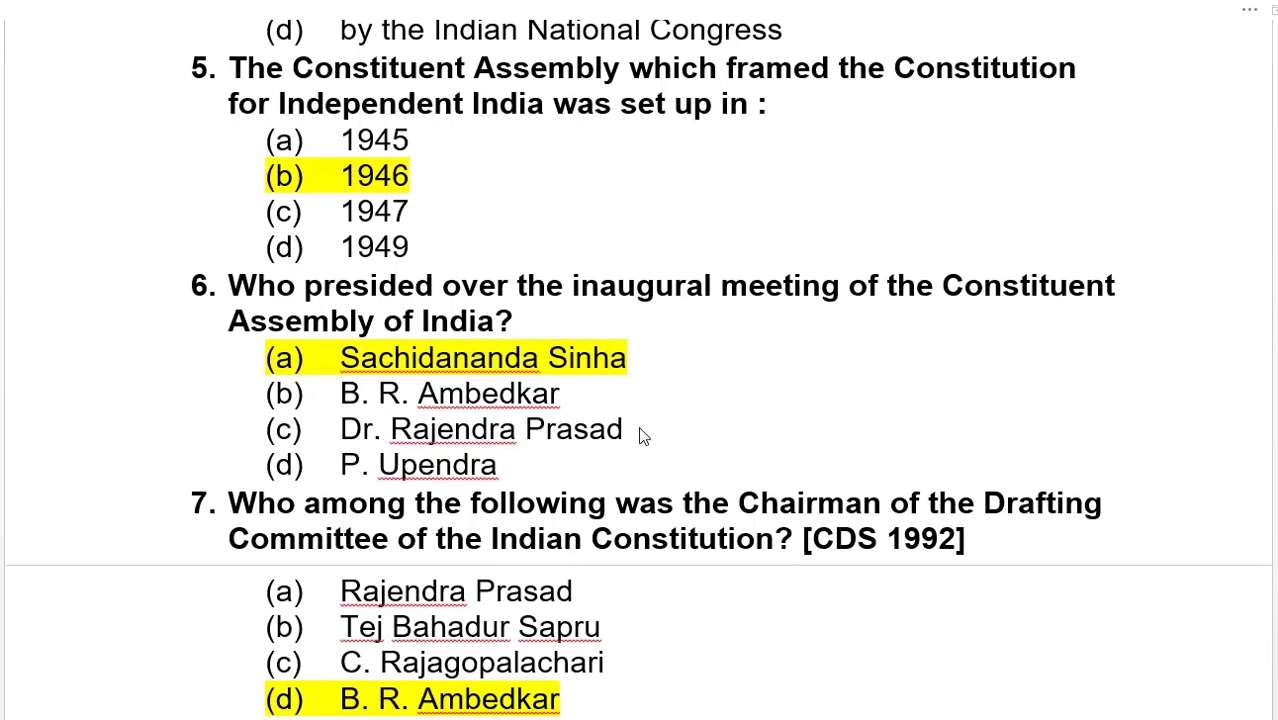 (d) by the Indian National Congress
5. The Constituent Assembly which framed the Constitution
for Independent India was set up in :
(a) 1945
(b) 1946
(c) 1947
(d) 1949
6. Who presided over the inaugural meeting of the Constituent
Assembly of India?
(a) Sachidananda Sinha
(b) B. R. Ambedkar
(c) Dr. Rajendra Prasad
(d) P. Upendra
7. Who among the following was the Chairman of the Drafting
Committee of the Indian Constitution? [CDS 1992]
(a) Rajendra Prasad
(b) Tej Bahadur Sapru
(c) C. Rajagopalachari
(d) B. R. Ambedkar